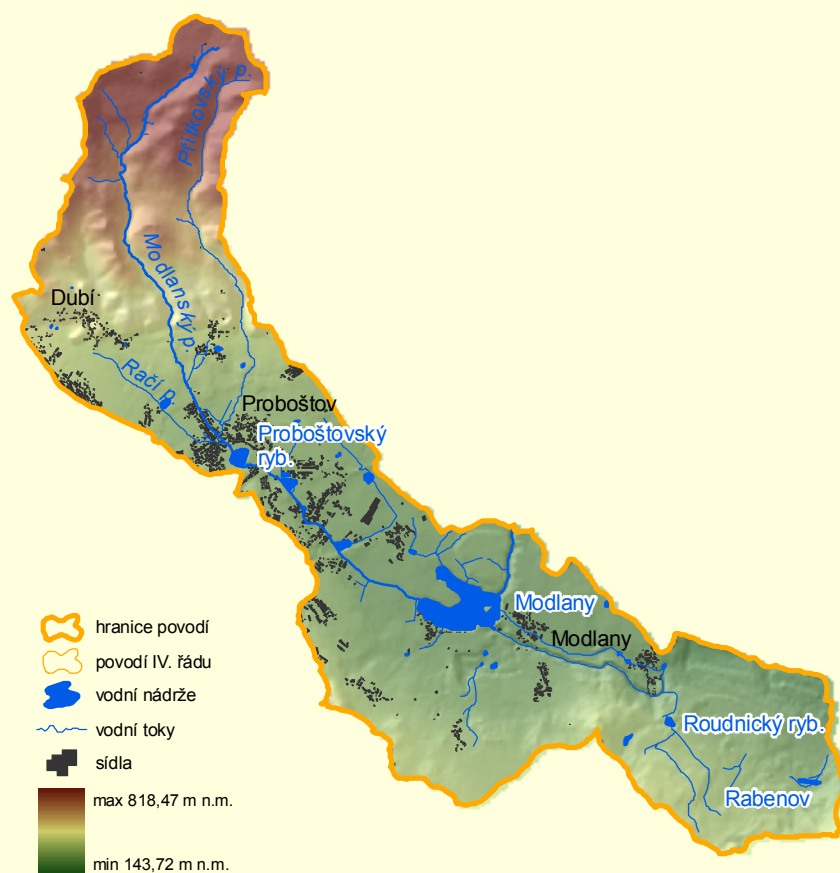 Přítkovský p.
Modlanský p.
Dubí
Račí p.
Proboštov
Proboštovský
ryb.
Modlany
Modlany
Roudnický ryb.
Rabenov
hranice povodí
povodí IV. řádu
vodní nádrže
vodní toky
sídla
max 818,47 m n.m.
min 143,72 m n.m.